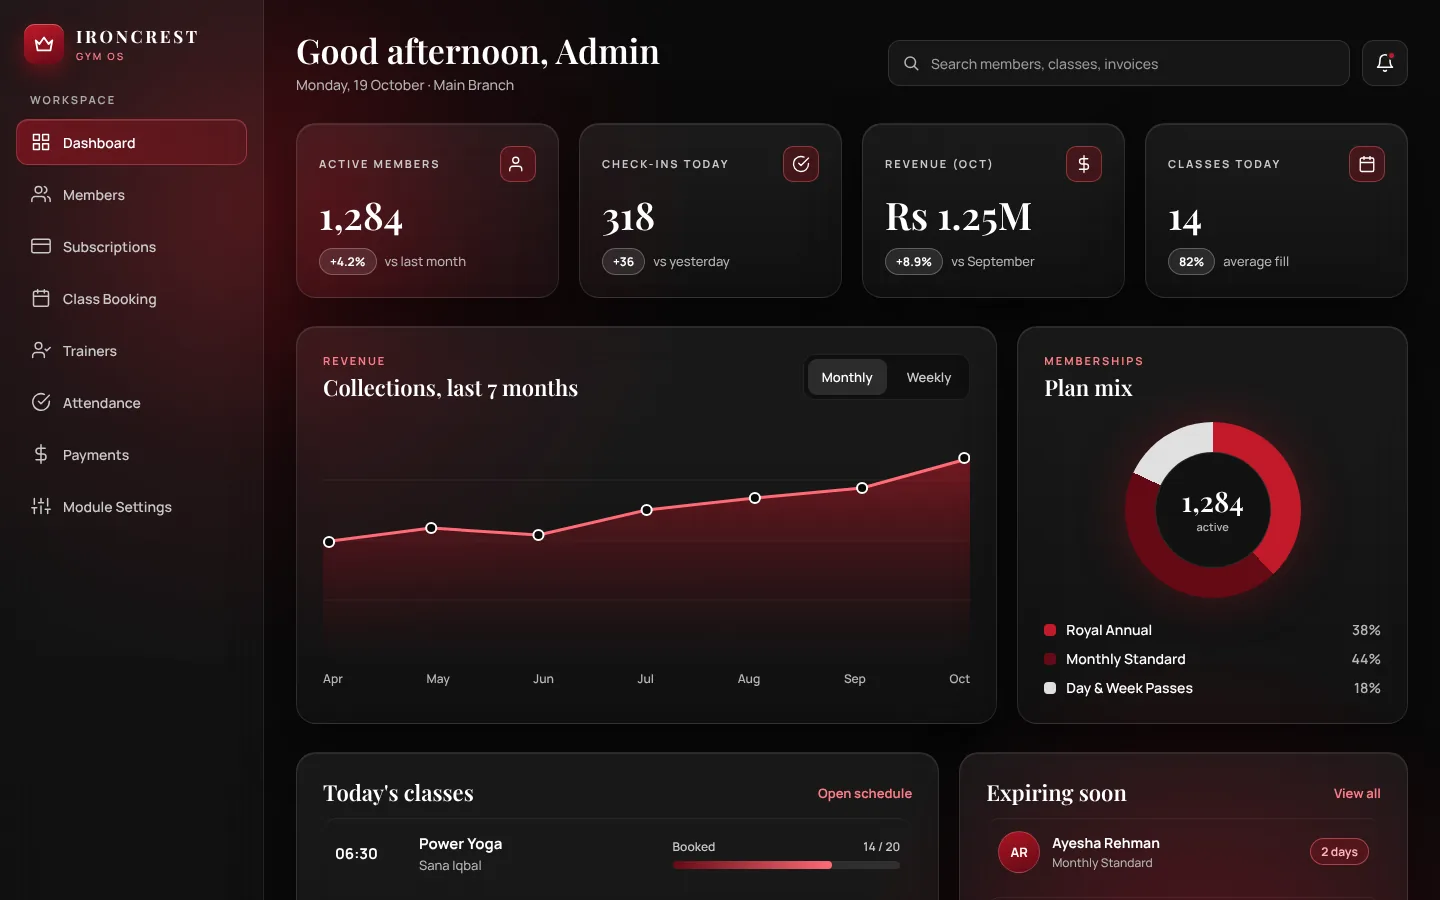 IRONCREST
GYM OS
WORKSPACE
Dashboard
Members
Subscriptions
Class Booking
Trainers
Attendance
Payments
Module Settings
Good afternoon, Admin
Monday, 19 October · Main Branch
Search members, classes, invoices
ACTIVE MEMBERS
1,284
+4.2% vs last month
CHECK-INS TODAY
318
+36 vs yesterday
REVENUE (OCT)
Rs 1.25M
+8.9% vs September
CLASSES TODAY
14
82% average fill
REVENUE
Collections, last 7 months
Monthly Weekly
Apr May Jun Jul Aug Sep Oct
MEMBERSHIPS
Plan mix
1,284
active
Royal Annual 38%
Monthly Standard 44%
Day & Week Passes 18%
Today's classes Open schedule
06:30
Power Yoga
Sana Iqbal
Booked 14 / 20
Expiring soon View all
AR
Ayesha Rehman
Monthly Standard
2 days